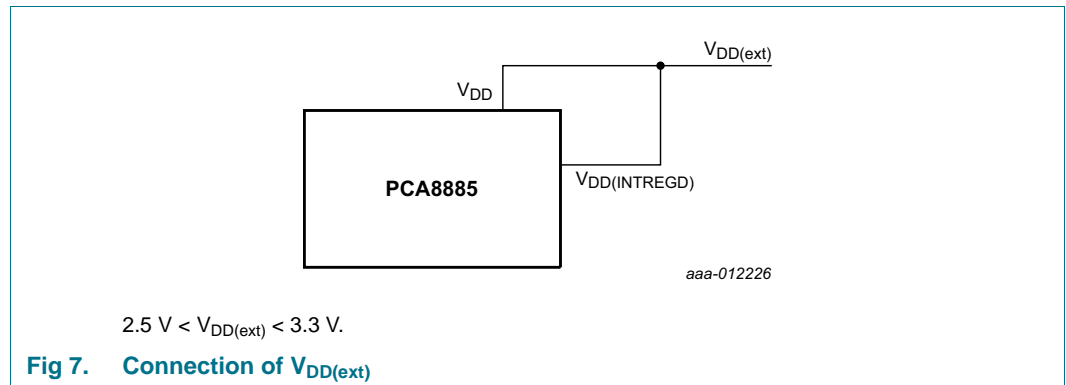 VDD(ext)
VDD
PCA8885
VDD(INTREGD)
aaa-012226
2.5 V < VDD(ext) < 3.3 V.
Fig 7. Connection of VDD(ext)